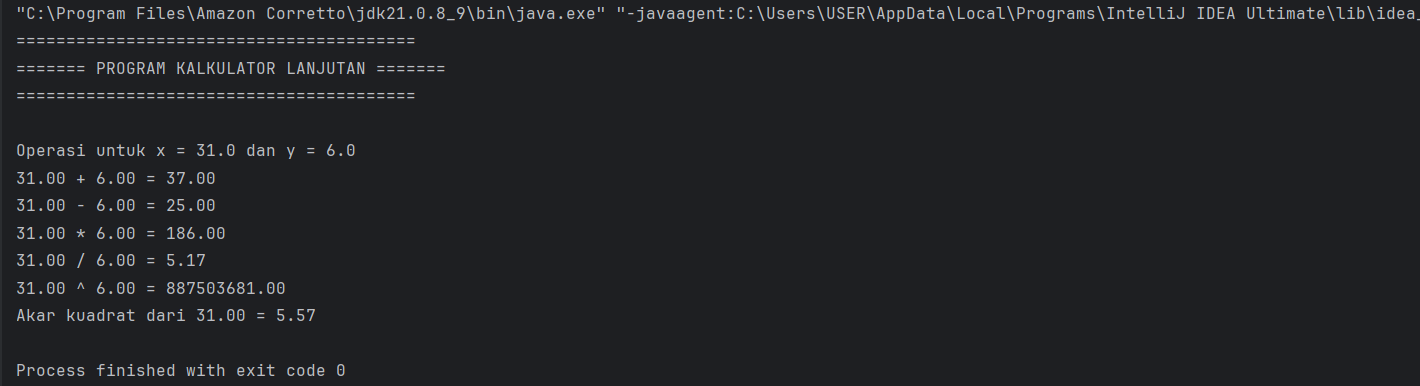 "C:\Program Files\Amazon Corretto\jdk21.0.8_9\bin\java.exe" "-javaagent:C:\Users\USER\AppData\Local\Programs\IntelliJ IDEA Ultimate\lib\idea_
========================================
======= PROGRAM KALKULATOR LANJUTAN =======
========================================
Operasi untuk x = 31.0 dan y = 6.0
31.00 + 6.00 = 37.00
31.00 - 6.00 = 25.00
31.00 * 6.00 = 186.00
31.00 / 6.00 = 5.17
31.00 ^ 6.00 = 887503681.00
Akar kuadrat dari 31.00 = 5.57
Process finished with exit code 0